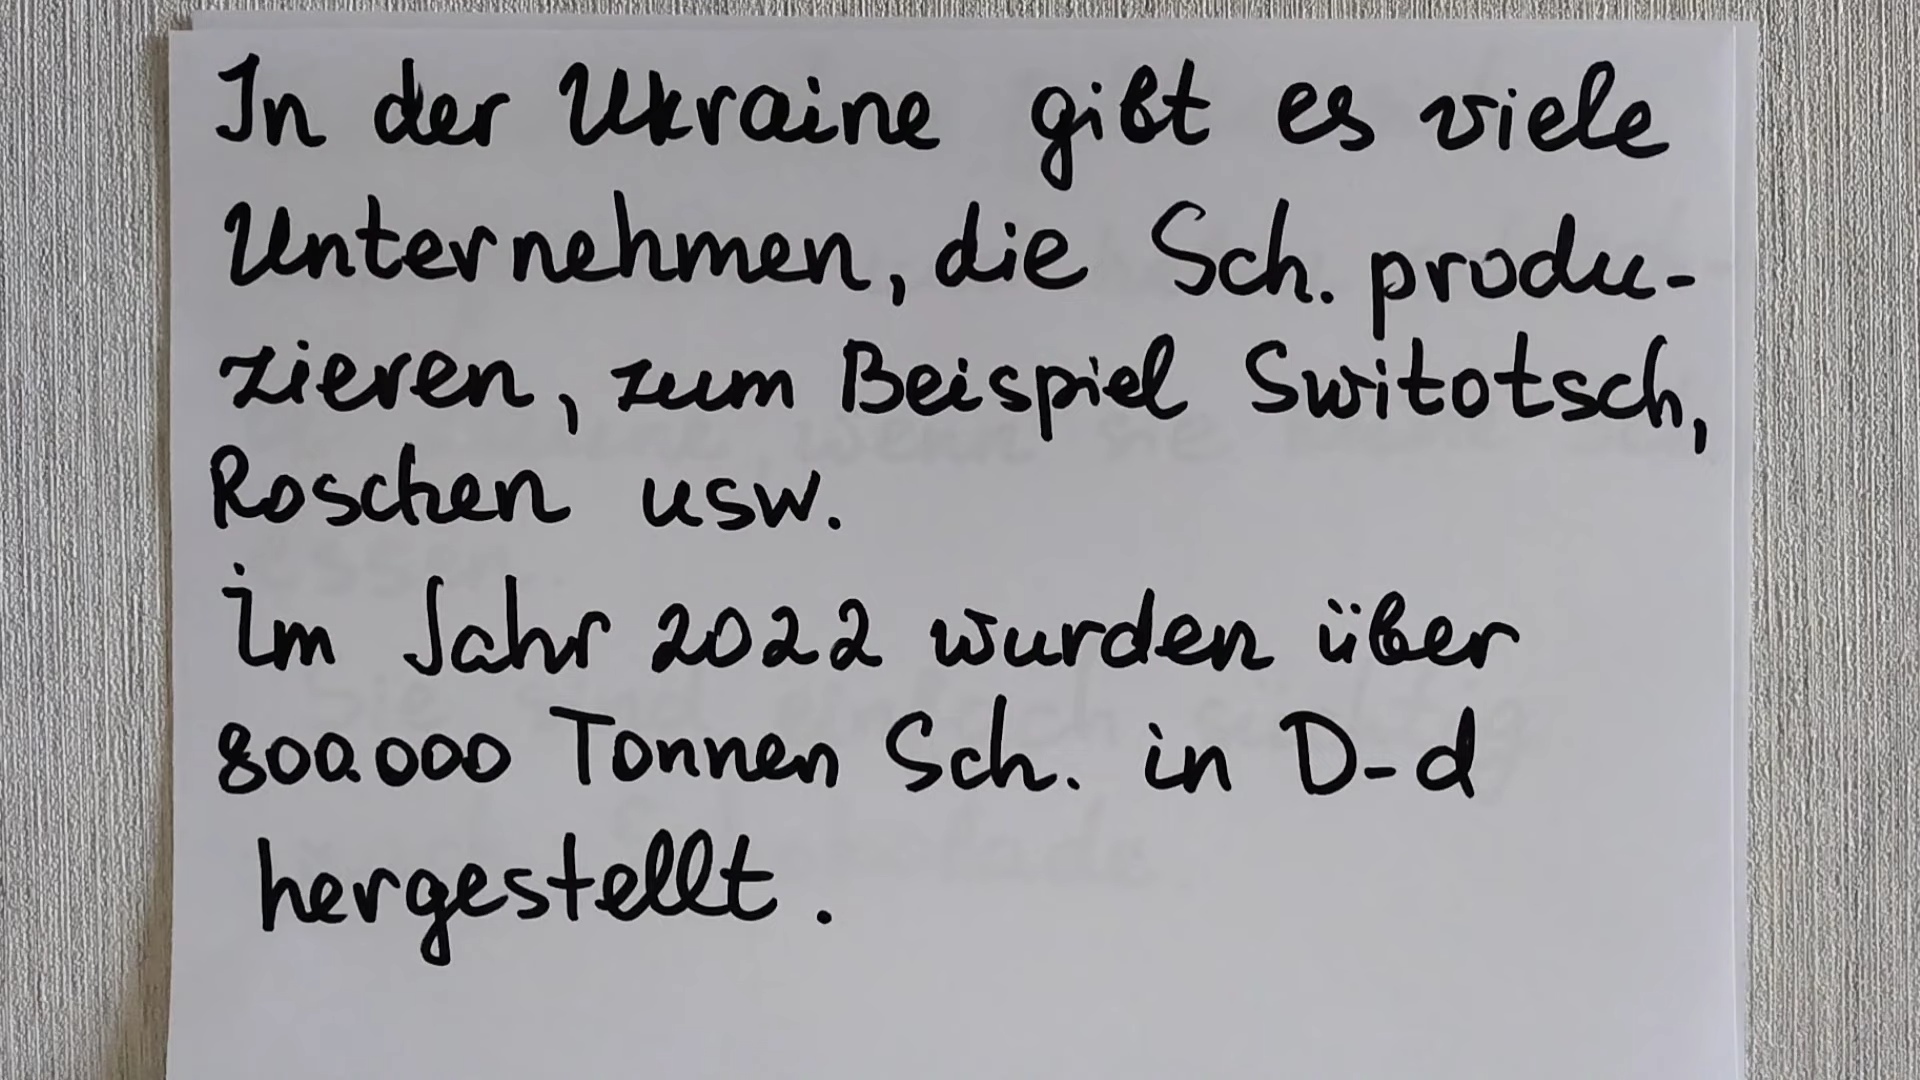 In der Ukraine gibt es viele
Unternehmen, die Sch. produ-
zieren, zum Beispiel Switotsch,
Roschen usw.
Im Jahr 2022 wurden über
800.000 Tonnen Sch. in D-d
hergestellt.